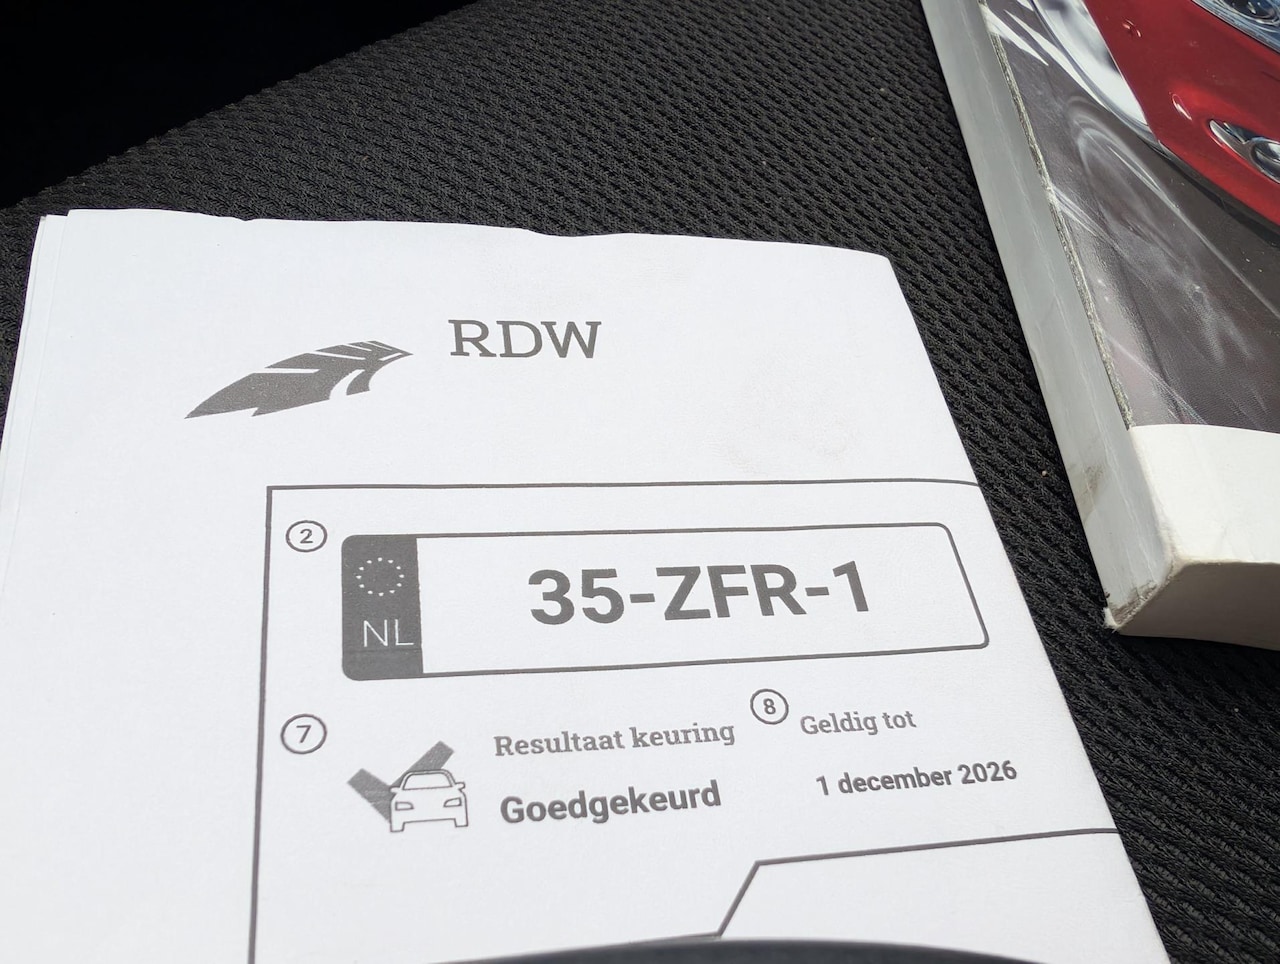 RDW
2
NL
35-ZFR-1
7
Resultaat keuring
Goedgekeurd
8
Geldig tot
1 december 2026